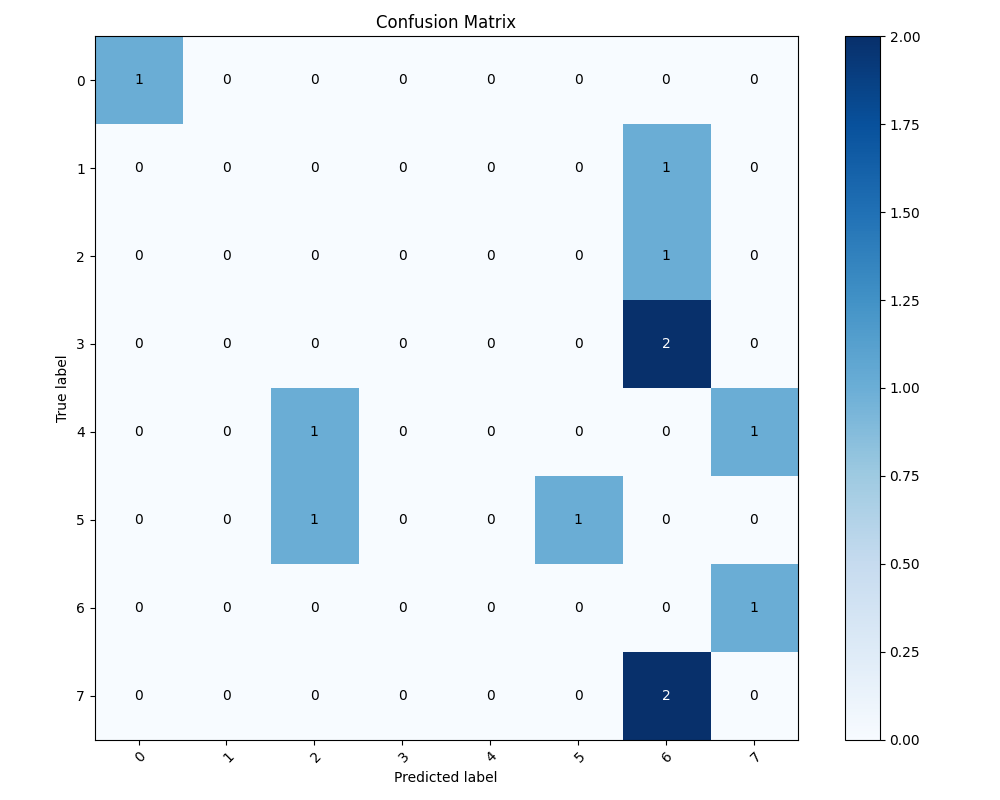 Confusion Matrix
0 1 0 0 0 0 0 0 0
1 0 0 0 0 0 0 1 0
2 0 0 0 0 0 0 1 0
3 0 0 0 0 0 0 2 0
4 0 0 1 0 0 0 0 1
5 0 0 1 0 0 1 0 0
6 0 0 0 0 0 0 0 1
7 0 0 0 0 0 0 2 0
0 1 2 3 4 5 6 7
True label
Predicted label
2.00
1.75
1.50
1.25
1.00
0.75
0.50
0.25
0.00